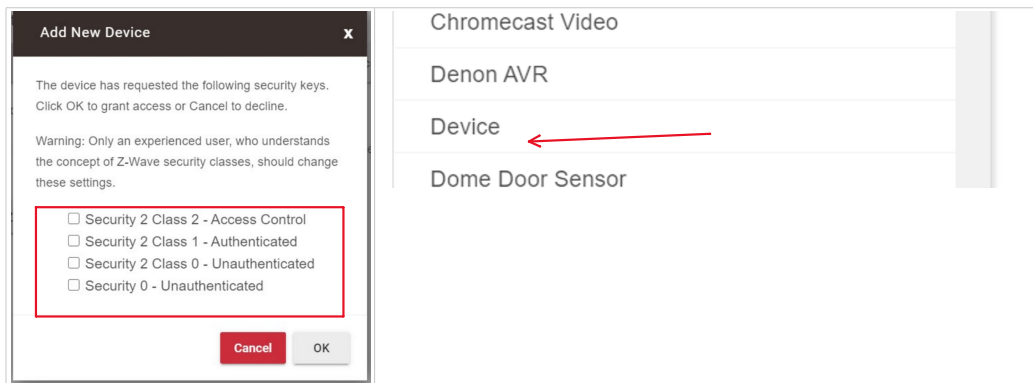 Add New Device
x
The device has requested the following security keys.
Click OK to grant access or Cancel to decline.
Warning: Only an experienced user, who understands
the concept of Z-Wave security classes, should change
these settings.
Security 2 Class 2 - Access Control
Security 2 Class 1 - Authenticated
Security 2 Class 0 - Unauthenticated
Security 0 - Unauthenticated
Cancel
OK
Chromecast Video
Denon AVR
Device
Dome Door Sensor